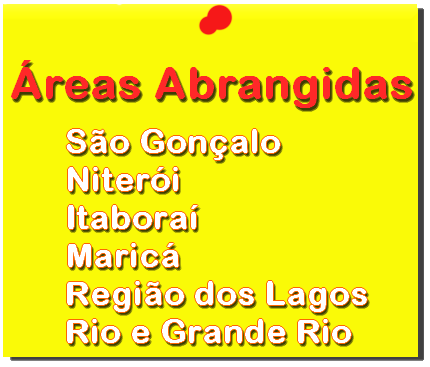 Áreas Abrangidas
São Gonçalo
Niterói
Itaboraí
Maricá
Região dos Lagos
Rio e Grande Rio